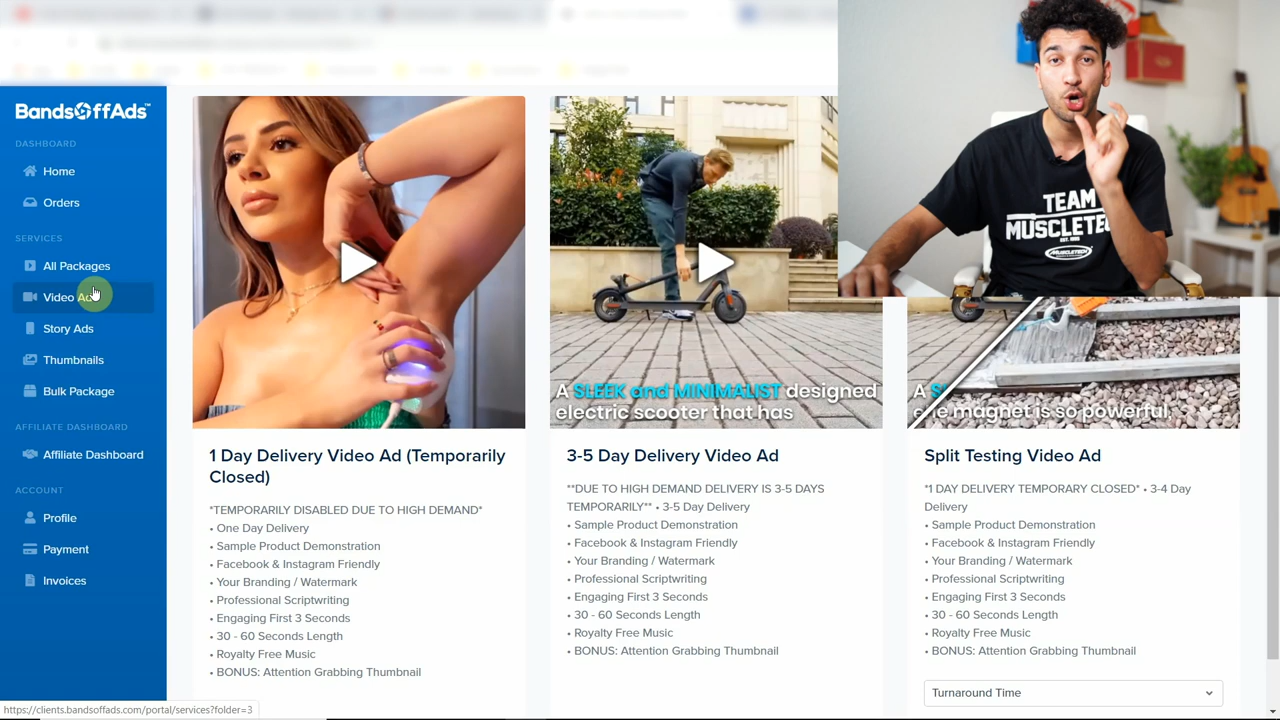 BandsOffAds™
DASHBOARD
Home
Orders
SERVICES
All Packages
Video Ads
Story Ads
Thumbnails
Bulk Package
AFFILIATE DASHBOARD
Affiliate Dashboard
ACCOUNT
Profile
Payment
Invoices
https://clients.bandsoffads.com/portal/services?folder=3
1 Day Delivery Video Ad (Temporarily
Closed)
*TEMPORARILY DISABLED DUE TO HIGH DEMAND*
• One Day Delivery
• Sample Product Demonstration
• Facebook & Instagram Friendly
• Your Branding / Watermark
• Professional Scriptwriting
• Engaging First 3 Seconds
• 30 - 60 Seconds Length
• Royalty Free Music
• BONUS: Attention Grabbing Thumbnail
A SLEEK and MINIMALIST designed
electric scooter that has
3-5 Day Delivery Video Ad
**DUE TO HIGH DEMAND DELIVERY IS 3-5 DAYS
TEMPORARILY** • 3-5 Day Delivery
• Sample Product Demonstration
• Facebook & Instagram Friendly
• Your Branding / Watermark
• Professional Scriptwriting
• Engaging First 3 Seconds
• 30 - 60 Seconds Length
• Royalty Free Music
• BONUS: Attention Grabbing Thumbnail
TEAM
MUSCLETECH
EST. 1995
MUSCLETECH
A S
e magnet is so powerful,
Split Testing Video Ad
*1 DAY DELIVERY TEMPORARY CLOSED* • 3-4 Day
Delivery
• Sample Product Demonstration
• Facebook & Instagram Friendly
• Your Branding / Watermark
• Professional Scriptwriting
• Engaging First 3 Seconds
• 30 - 60 Seconds Length
• Royalty Free Music
• BONUS: Attention Grabbing Thumbnail
Turnaround Time